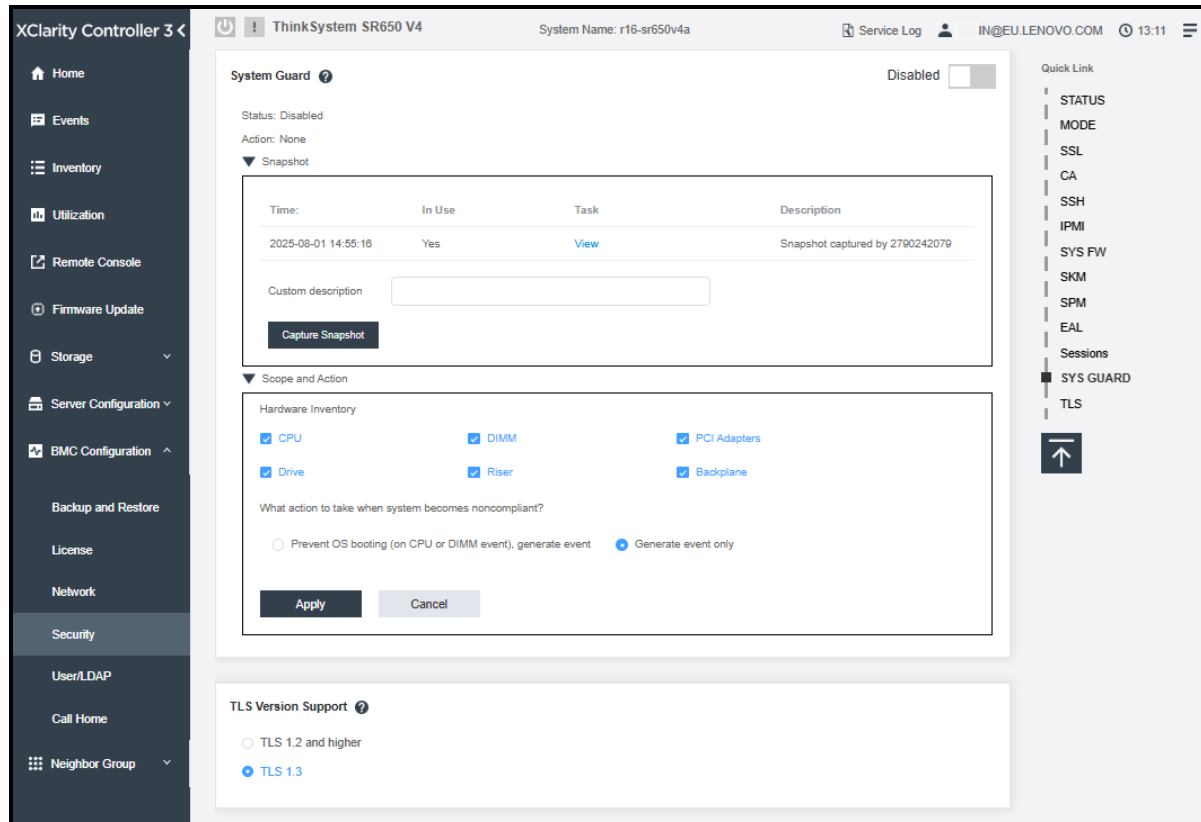 XClarity Controller 3
ThinkSystem SR650 V4
System Name: r16-sr650v4a
Service Log
IN@EU.LENOVO.COM
13:11
Home
Events
Inventory
Utilization
Remote Console
Firmware Update
Storage
Server Configuration
BMC Configuration
Backup and Restore
License
Network
Security
User/LDAP
Call Home
Neighbor Group
System Guard ?
Disabled
Status: Disabled
Action: None
Snapshot
Time: In Use Task Description
2025-08-01 14:55:16 Yes View Snapshot captured by 2790242079
Custom description
Capture Snapshot
Scope and Action
Hardware Inventory
CPU DIMM PCI Adapters
Drive Riser Backplane
What action to take when system becomes noncompliant?
Prevent OS booting (on CPU or DIMM event), generate event Generate event only
Apply Cancel
TLS Version Support ?
TLS 1.2 and higher
TLS 1.3
Quick Link
STATUS
MODE
SSL
CA
SSH
IPMI
SYS FW
SKM
SPM
EAL
Sessions
SYS GUARD
TLS